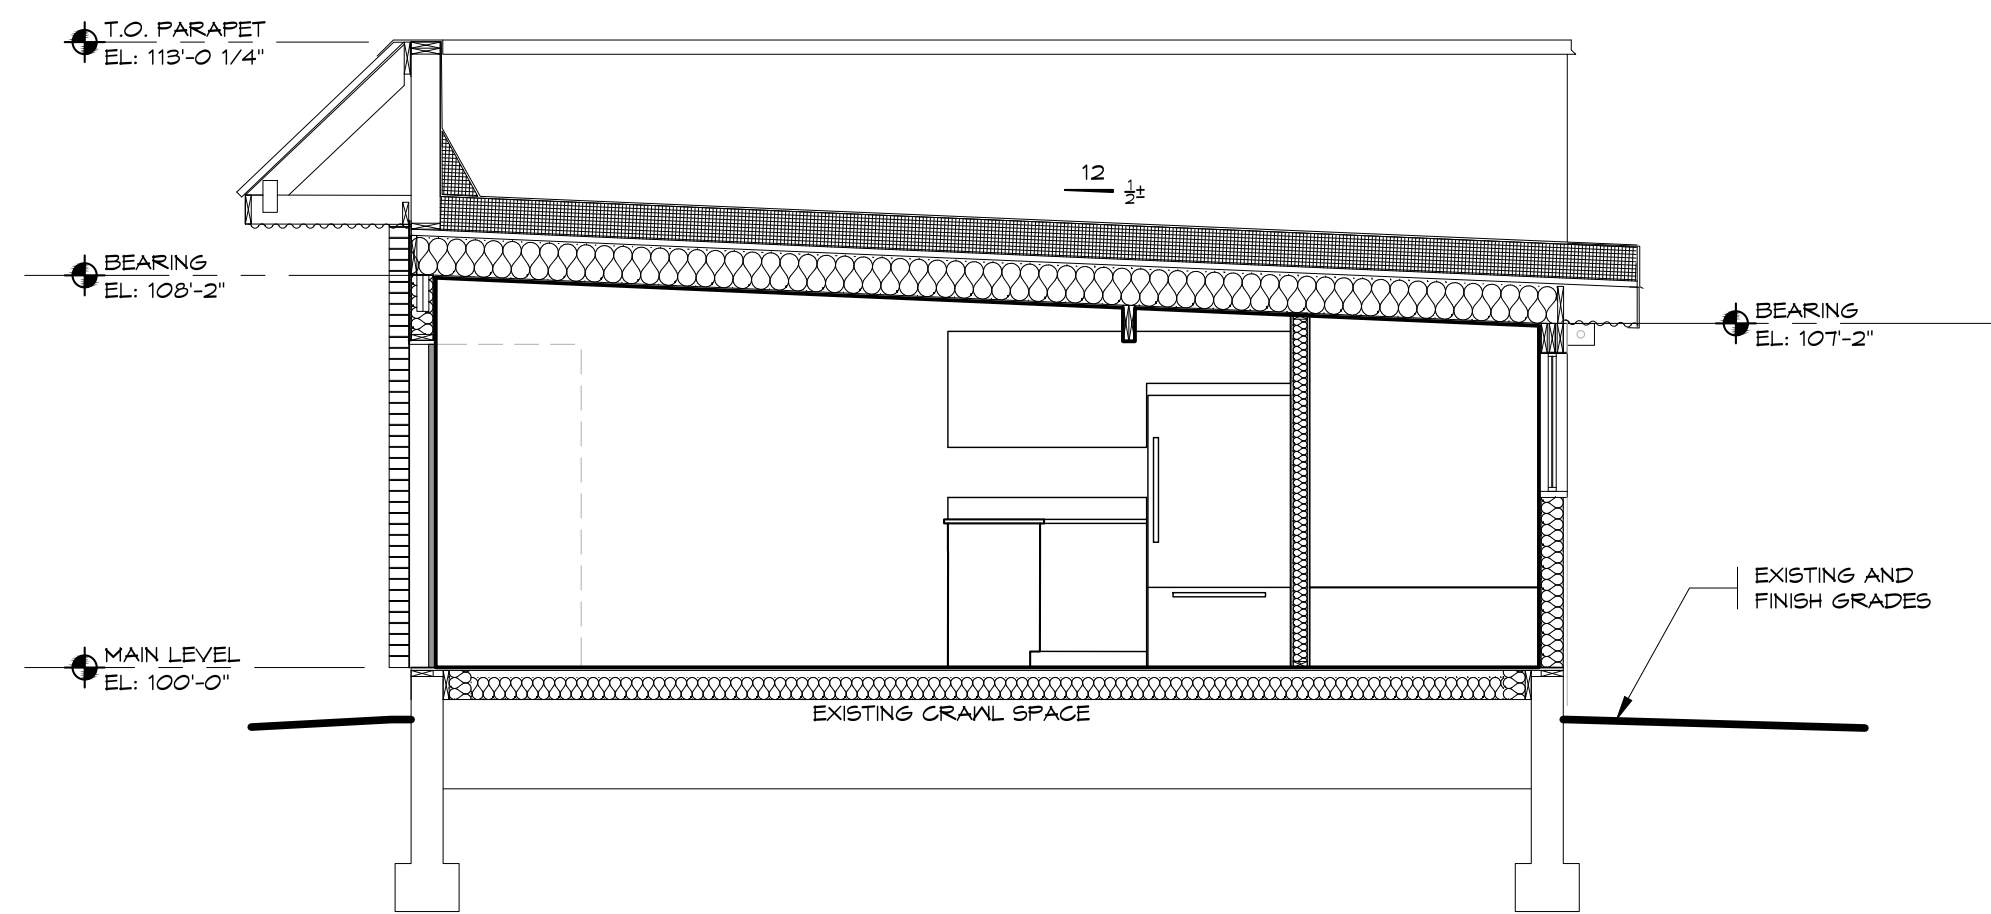 T.O. PARAPET
EL: 113'-0 1/4"
12
1/2±
BEARING
EL: 108'-2"
BEARING
EL: 107'-2"
EXISTING AND
FINISH GRADES
MAIN LEVEL
EL: 100'-0"
EXISTING CRAWL SPACE